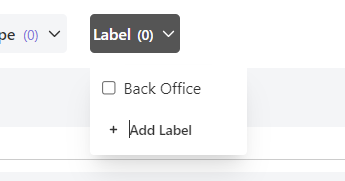 pe (0)
Label (0)
Back Office
+ Add Label